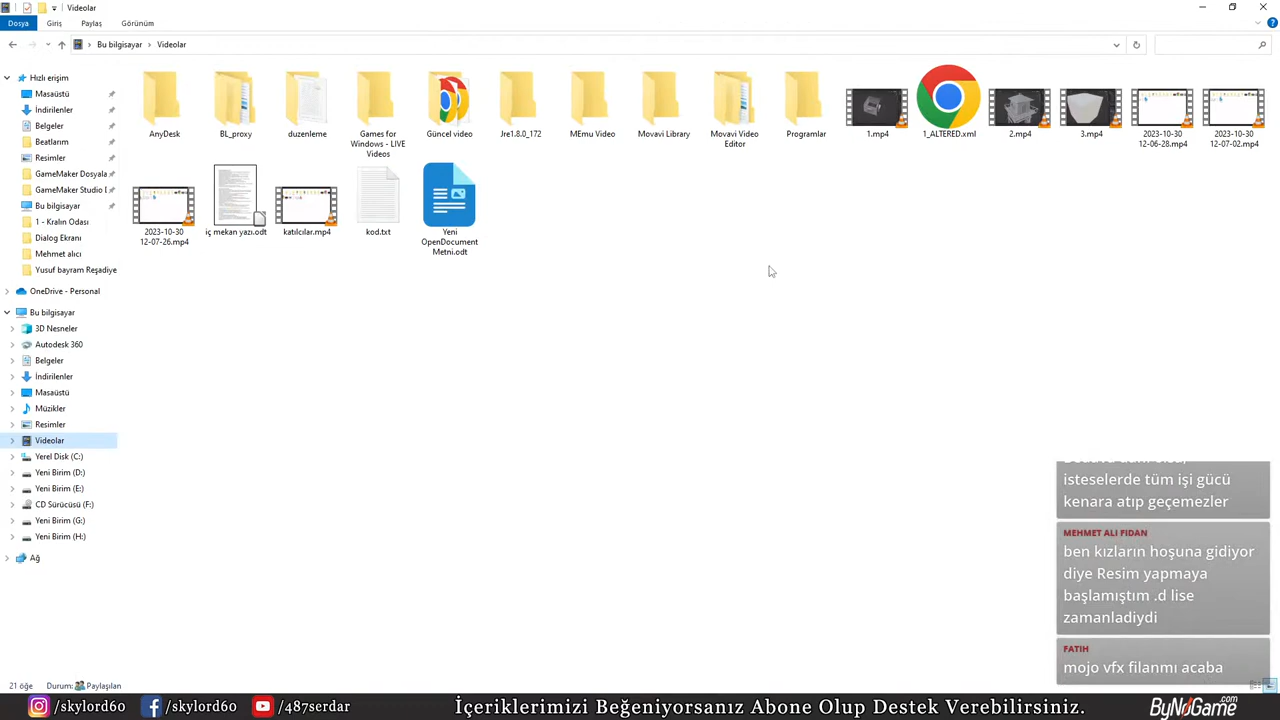 Videolar
Dosya
Giriş
Paylaş
Görünüm
Bu bilgisayar
Videolar
Hızlı erişim
Masaüstü
İndirilenler
Belgeler
Beatlarım
Resimler
GameMaker Dosyala
GameMaker Studio
Bu bilgisayar
1 - Kralın Odası
Dialog Ekranı
Mehmet alıcı
Yusuf bayram Reşadiye
OneDrive - Personal
Bu bilgisayar
3D Nesneler
Autodesk 360
Belgeler
İndirilenler
Masaüstü
Müzikler
Resimler
Videolar
Yerel Disk (C:)
Yeni Birim (D:)
Yeni Birim (E:)
CD Sürücüsü (F:)
Yeni Birim (G:)
Yeni Birim (H:)
Ağ
AnyDesk
BL_proxy
duzenleme
Games for
Windows - LIVE
Videos
Güncel video
Jre1.8.0_172
MEmu Video
Movavi Library
Movavi Video
Editor
Programlar
1.mp4
1_ALTERED.xml
2.mp4
3.mp4
2023-10-30
12-06-28.mp4
2023-10-30
12-07-02.mp4
2023-10-30
12-07-26.mp4
iç mekan yazı.odt
katılcılar.mp4
kod.txt
Yeni
OpenDocument
Metni.odt
isteselerde tüm işi gücü
kenara atıp geçemezler
MEHMET ALI FIDAN
ben kızların hoşuna gidiyor
diye Resim yapmaya
başlamıştım .d lise
zamanladiydi
FATIH
mojo vfx filanmı acaba
21 öğe
Durum:
Paylaşılan
/skylord60
/skylord60
/487serdar
İçeriklerimizi Beğeniyorsanız Abone Olup Destek Verebilirsiniz.
ByNoGame.com